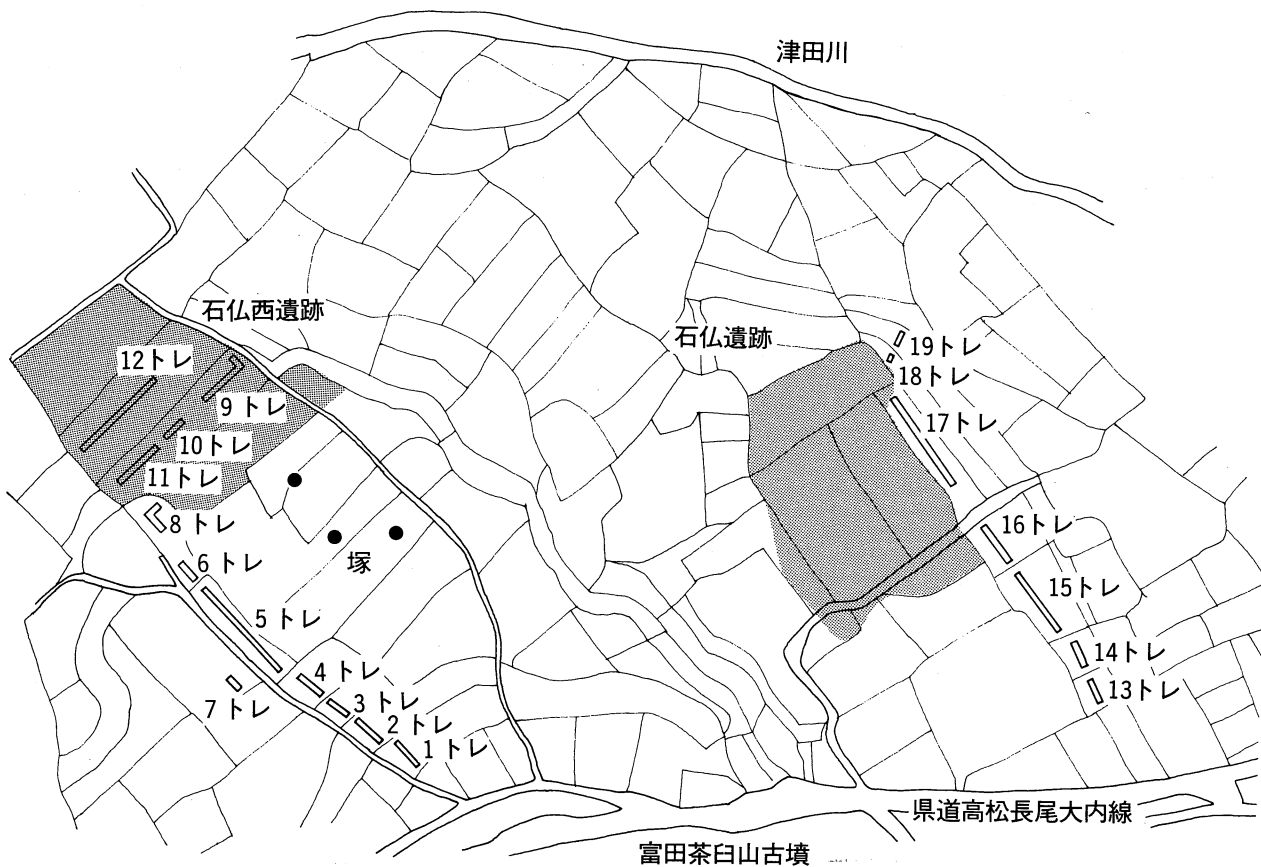 津田川
石仏西遺跡
石仏遺跡
12トレ
9トレ
10トレ
11トレ
8トレ
6トレ
塚
5トレ
4トレ
3トレ
7トレ
2トレ
1トレ
19トレ
18トレ
17トレ
16トレ
15トレ
14トレ
13トレ
県道高松長尾大内線
富田茶臼山古墳